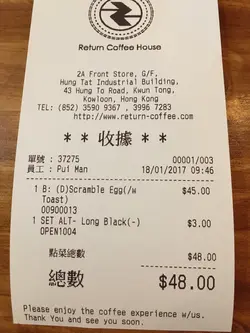 Return Coffee House
2A Front Store, G/F,
Hung Tat Industrial Building,
43 Hung To Road, Kwun Tong,
Kowloon, Hong Kong
TEL: (852) 3590 9367 , 3996 7283
http://www.return-coffee.com
** 收據 **
單號 : 37275 00001/003
員工 : Pui Man 18/01/2017 09:46
1 B: (D)Scramble Egg(/w $45.00
Toast)
00900013
1 SET ALT- Long Black(-) $3.00
OPEN1004
點菜總數 $48.00
總數 $48.00
Please enjoy the coffee experience w/us.
Thank You and see you soon.